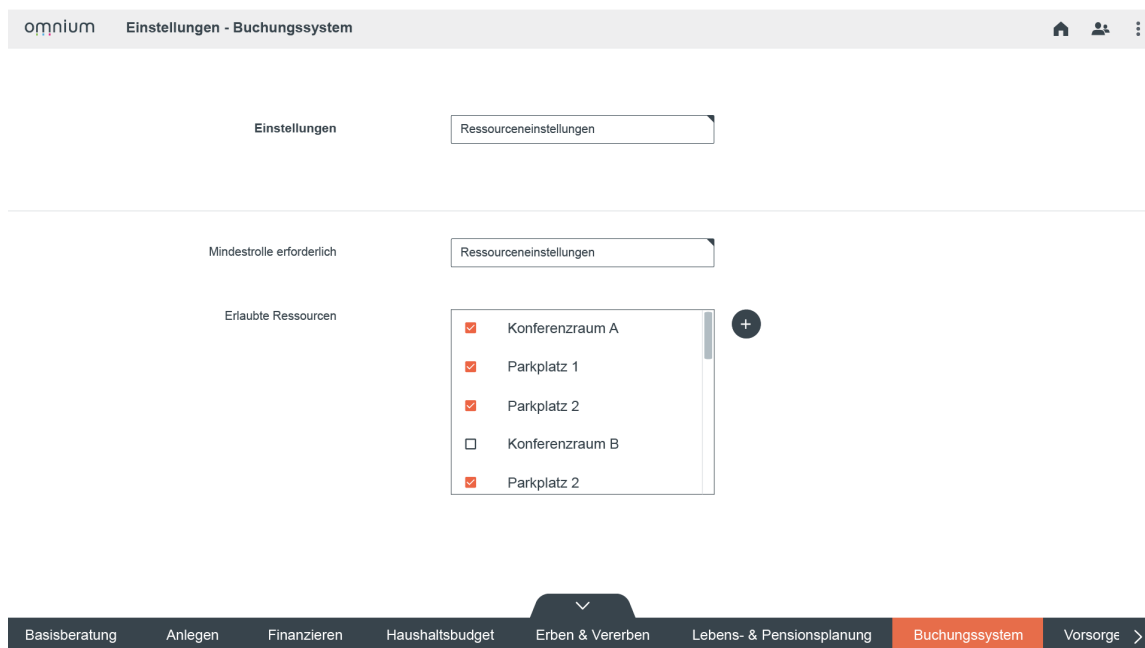 omnium Einstellungen - Buchungssystem
Einstellungen Ressourceneinstellungen
Mindestrolle erforderlich Ressourceneinstellungen
Erlaubte Ressourcen
Konferenzraum A
Parkplatz 1
Parkplatz 2
Konferenzraum B
Parkplatz 2
Basisberatung Anlegen Finanzieren Haushaltsbudget Erben & Vererben Lebens- & Pensionsplanung Buchungssystem Vorsorge